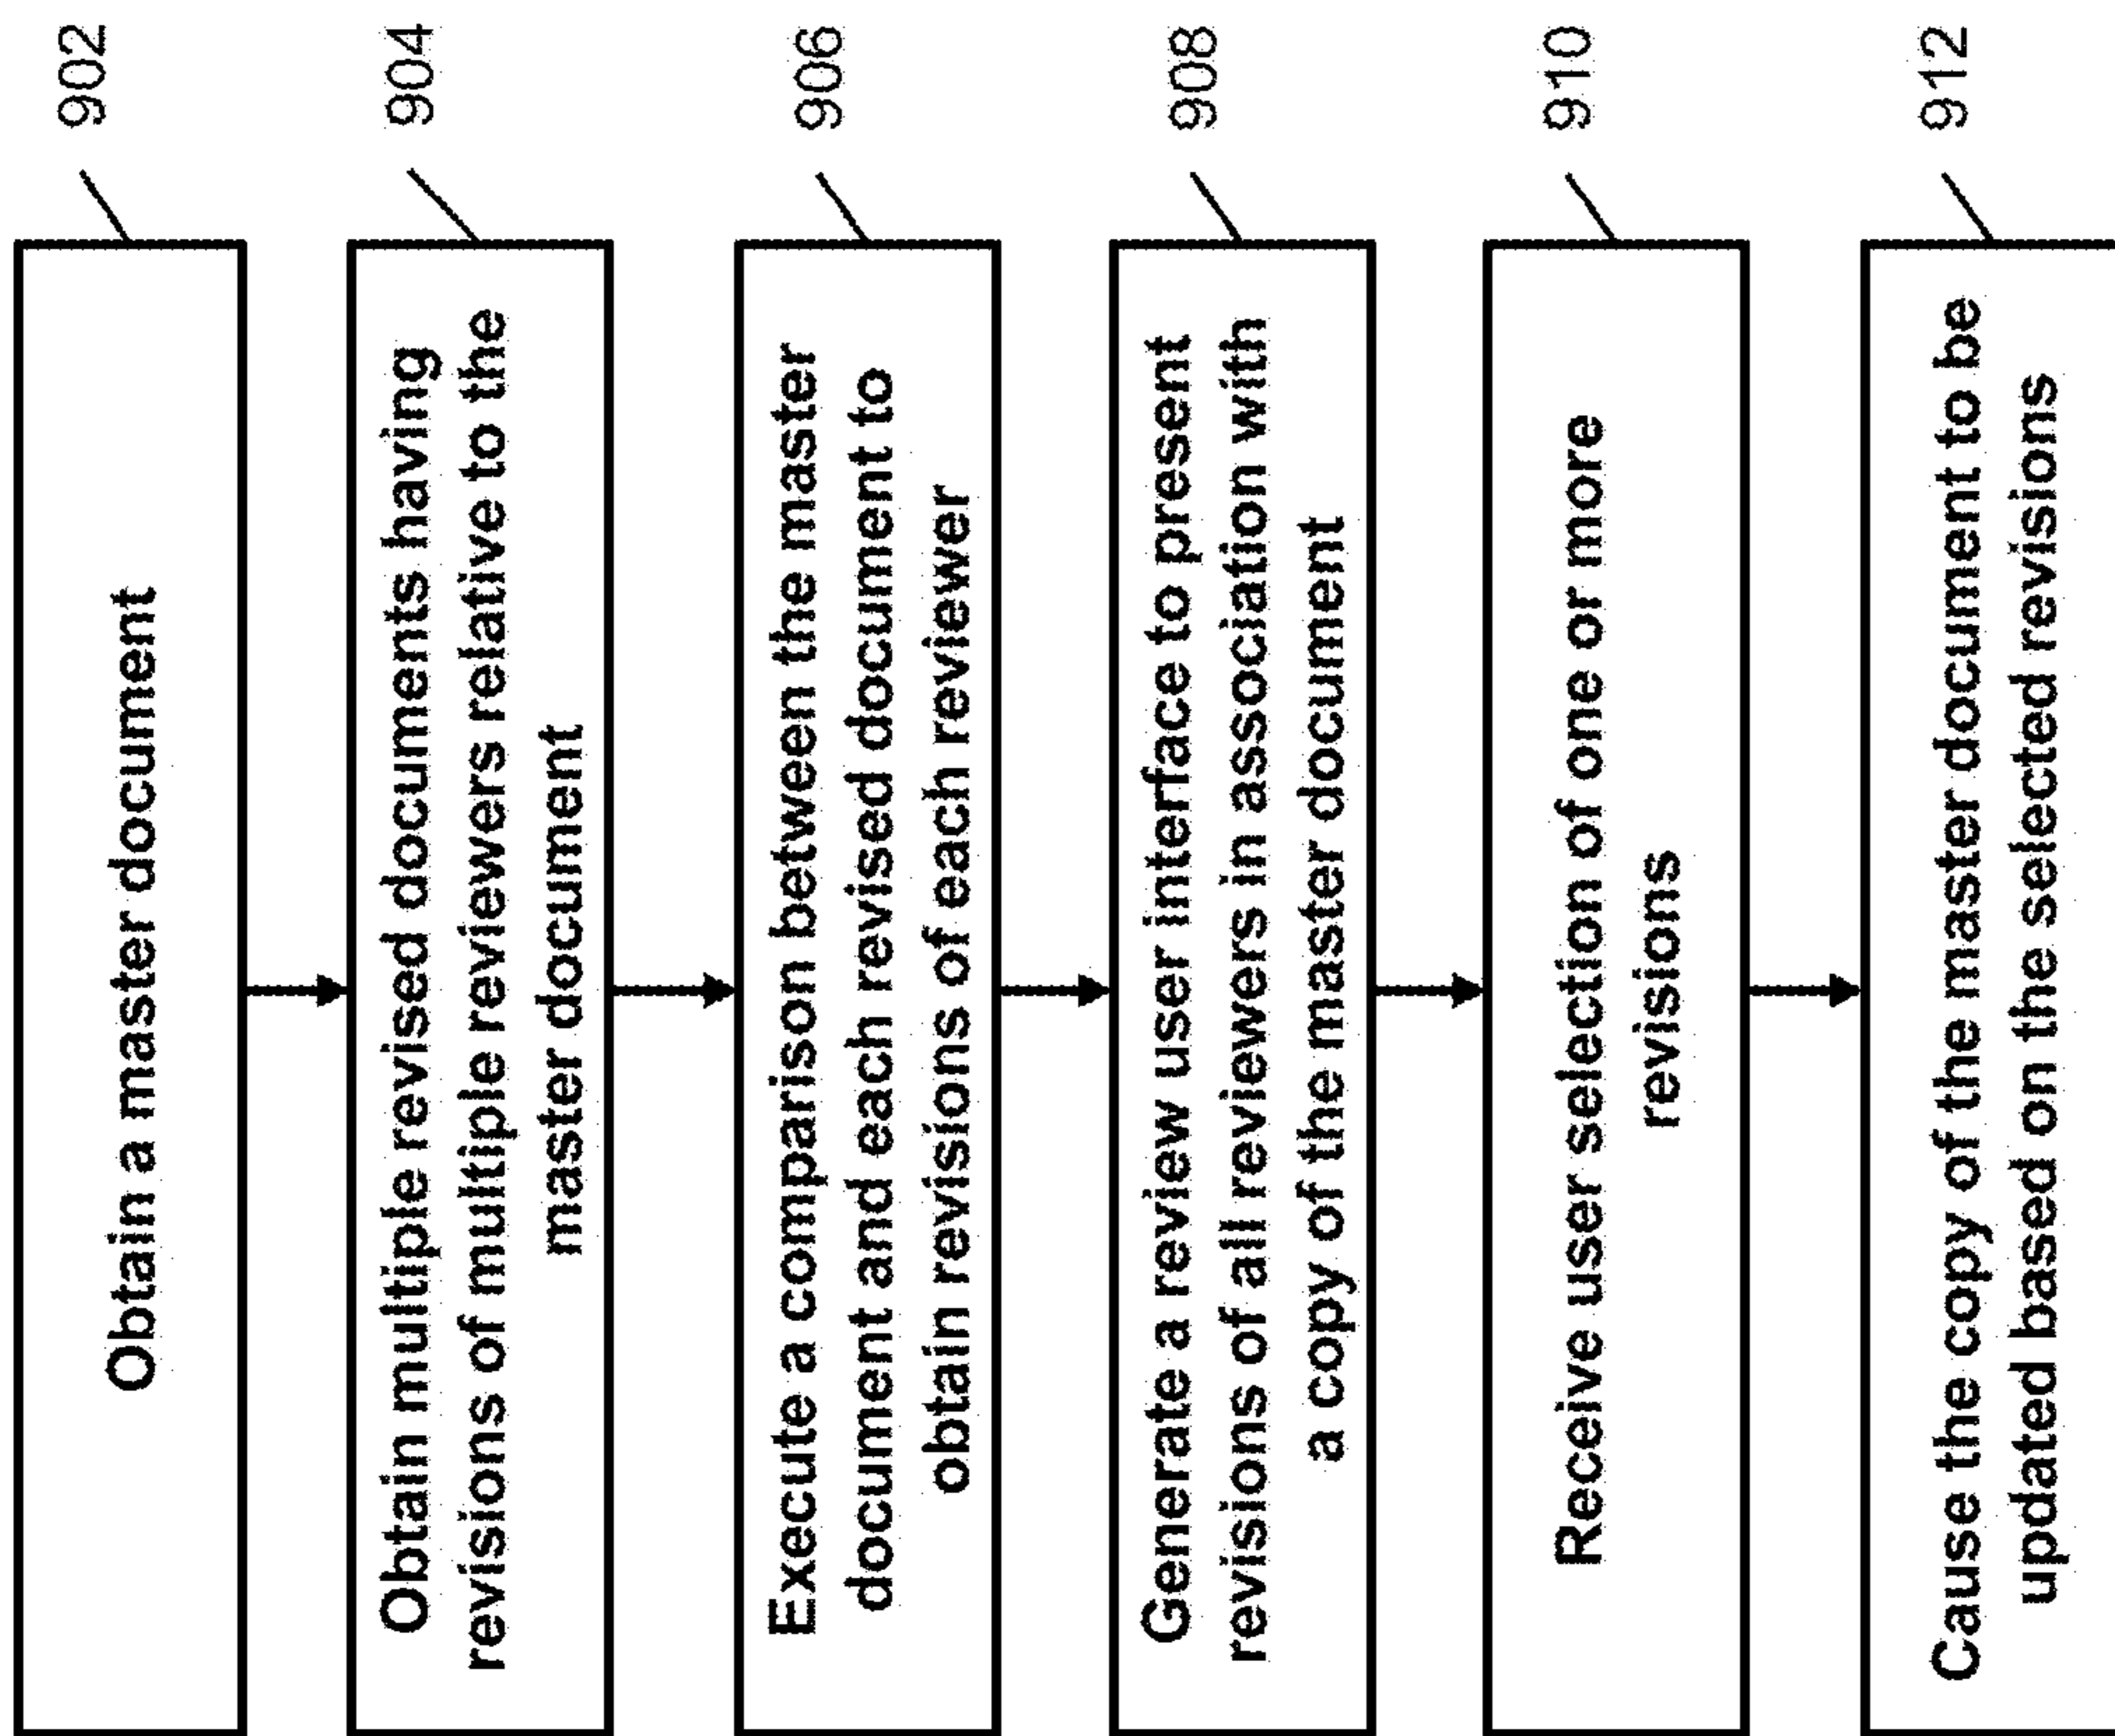 902
Obtain a master document
904
Obtain multiple revised documents having
revisions of multiple reviewers relative to the
master document
906
Execute a comparison between the master
document and each revised document to
obtain revisions of each reviewer
908
Generate a review user interface to present
revisions of all reviewers in association with
a copy of the master document
910
Receive user selection of one or more
revisions
912
Cause the copy of the master document to be
updated based on the selected revisions